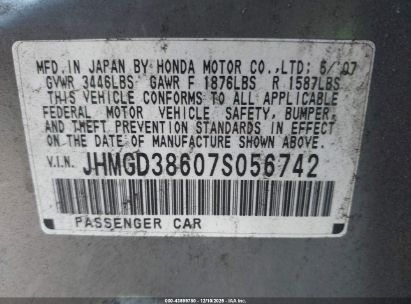 MFD.IN JAPAN BY HONDA MOTOR CO.,LTD; 6/ 07
GVWR 3446LBS GAWR F 1876LBS R 1587LBS
THIS VEHICLE CONFORMS TO ALL APPLICABLE
FEDERAL MOTOR VEHICLE SAFETY, BUMPER,
AND THEFT PREVENTION STANDARDS IN EFFECT
ON THE DATE OF MANUFACTURE SHOWN ABOVE.
V.I.N. JHMGD38607S056742
PASSENGER CAR